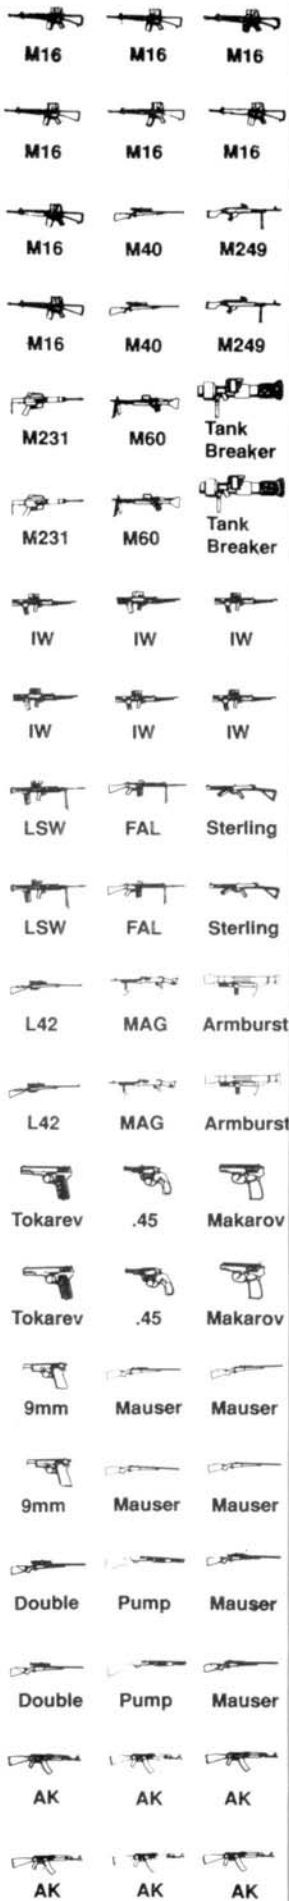 M16 M16 M16
M16 M16 M16
M16 M40 M249
M16 M40 M249
M231 M60 Tank
Breaker
M231 M60 Tank
Breaker
IW IW IW
IW IW IW
LSW FAL Sterling
LSW FAL Sterling
L42 MAG Armburst
L42 MAG Armburst
Tokarev .45 Makarov
Tokarev .45 Makarov
9mm Mauser Mauser
9mm Mauser Mauser
Double Pump Mauser
Double Pump Mauser
AK AK AK
AK AK AK